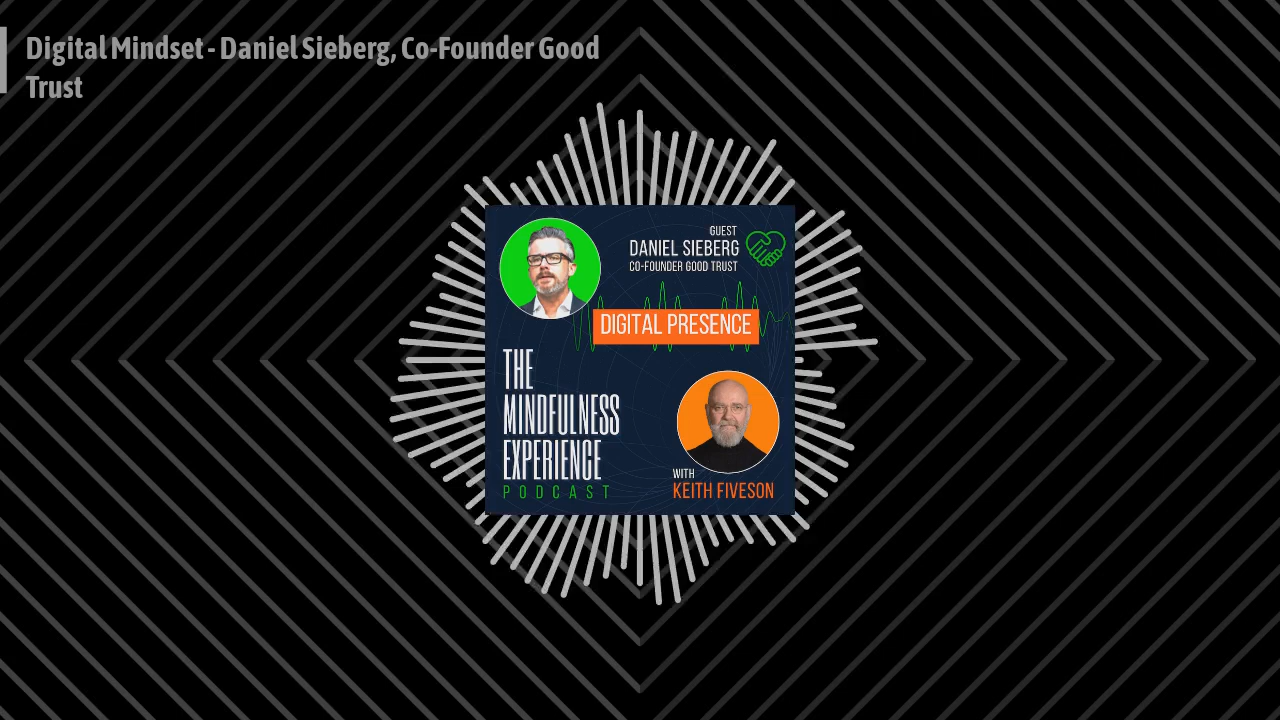 Digital Mindset - Daniel Sieberg, Co-Founder Good
Trust
GUEST
DANIEL SIEBERG
CO-FOUNDER GOOD TRUST
DIGITAL PRESENCE
THE
MINDFULNESS
EXPERIENCE
PODCAST
WITH
KEITH FIVESON